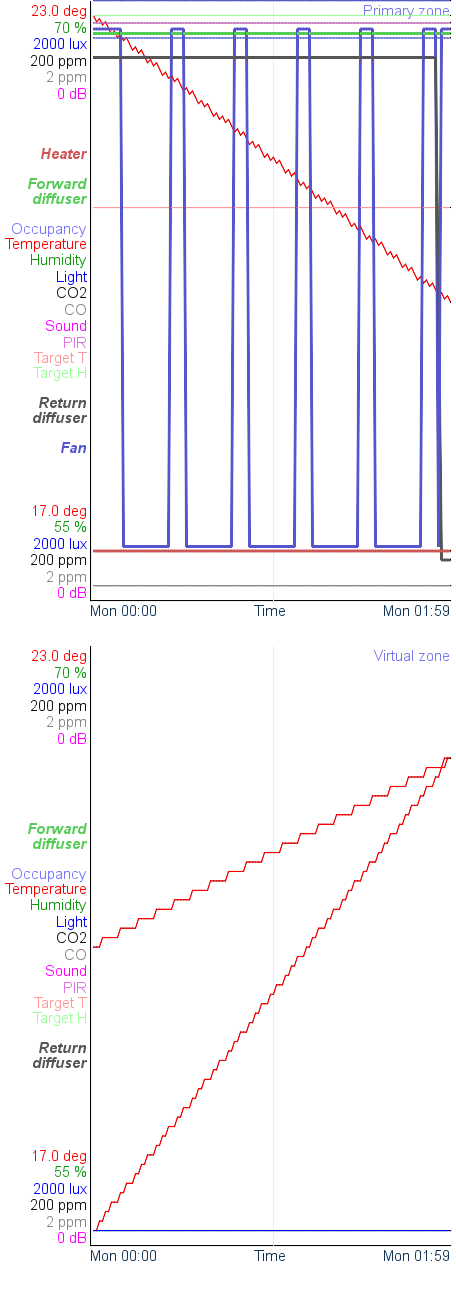 23.0 deg
Primary zone
70 %
2000 lux
200 ppm
2 ppm
0 dB
Heater
Forward
diffuser
Occupancy
Temperature
Humidity
Light
CO2
CO
Sound
PIR
Target T
Target H
Return
diffuser
Fan
17.0 deg
55 %
2000 lux
200 ppm
2 ppm
0 dB
Mon 00:00 Time Mon 01:59
23.0 deg
Virtual zone
70 %
2000 lux
200 ppm
2 ppm
0 dB
Forward
diffuser
Occupancy
Temperature
Humidity
Light
CO2
CO
Sound
PIR
Target T
Target H
Return
diffuser
17.0 deg
55 %
2000 lux
200 ppm
2 ppm
0 dB
Mon 00:00 Time Mon 01:59